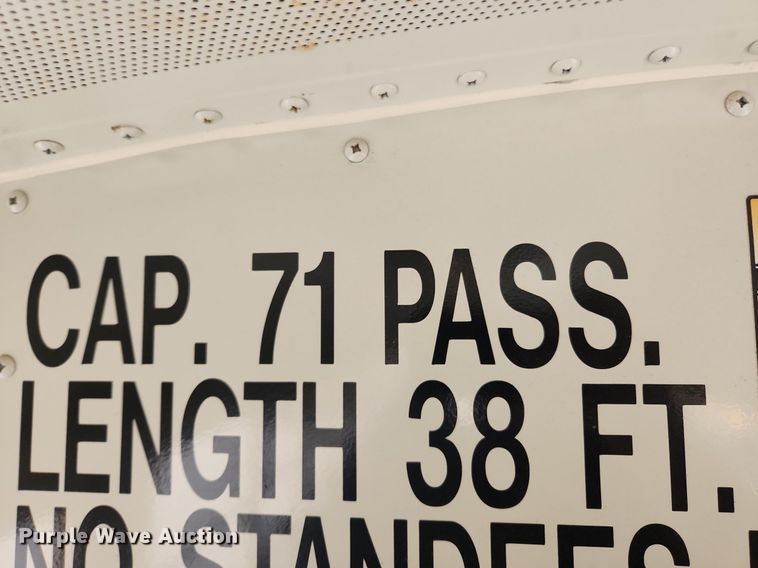 CAP. 71 PASS.
LENGTH 38 FT.
NO STANDEES
Purple Wave Auction